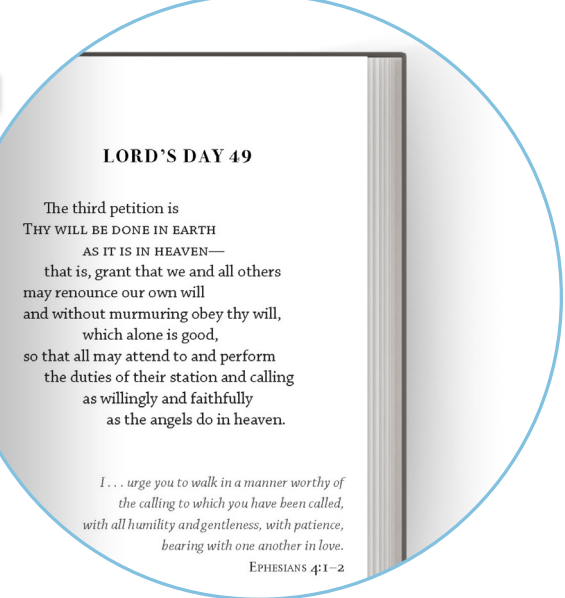 LORD'S DAY 49
The third petition is
THY WILL BE DONE IN EARTH
AS IT IS IN HEAVEN—
that is, grant that we and all others
may renounce our own will
and without murmuring obey thy will,
which alone is good,
so that all may attend to and perform
the duties of their station and calling
as willingly and faithfully
as the angels do in heaven.
I . . . urge you to walk in a manner worthy of
the calling to which you have been called,
with all humility and gentleness, with patience,
bearing with one another in love.
EPHESIANS 4:1–2